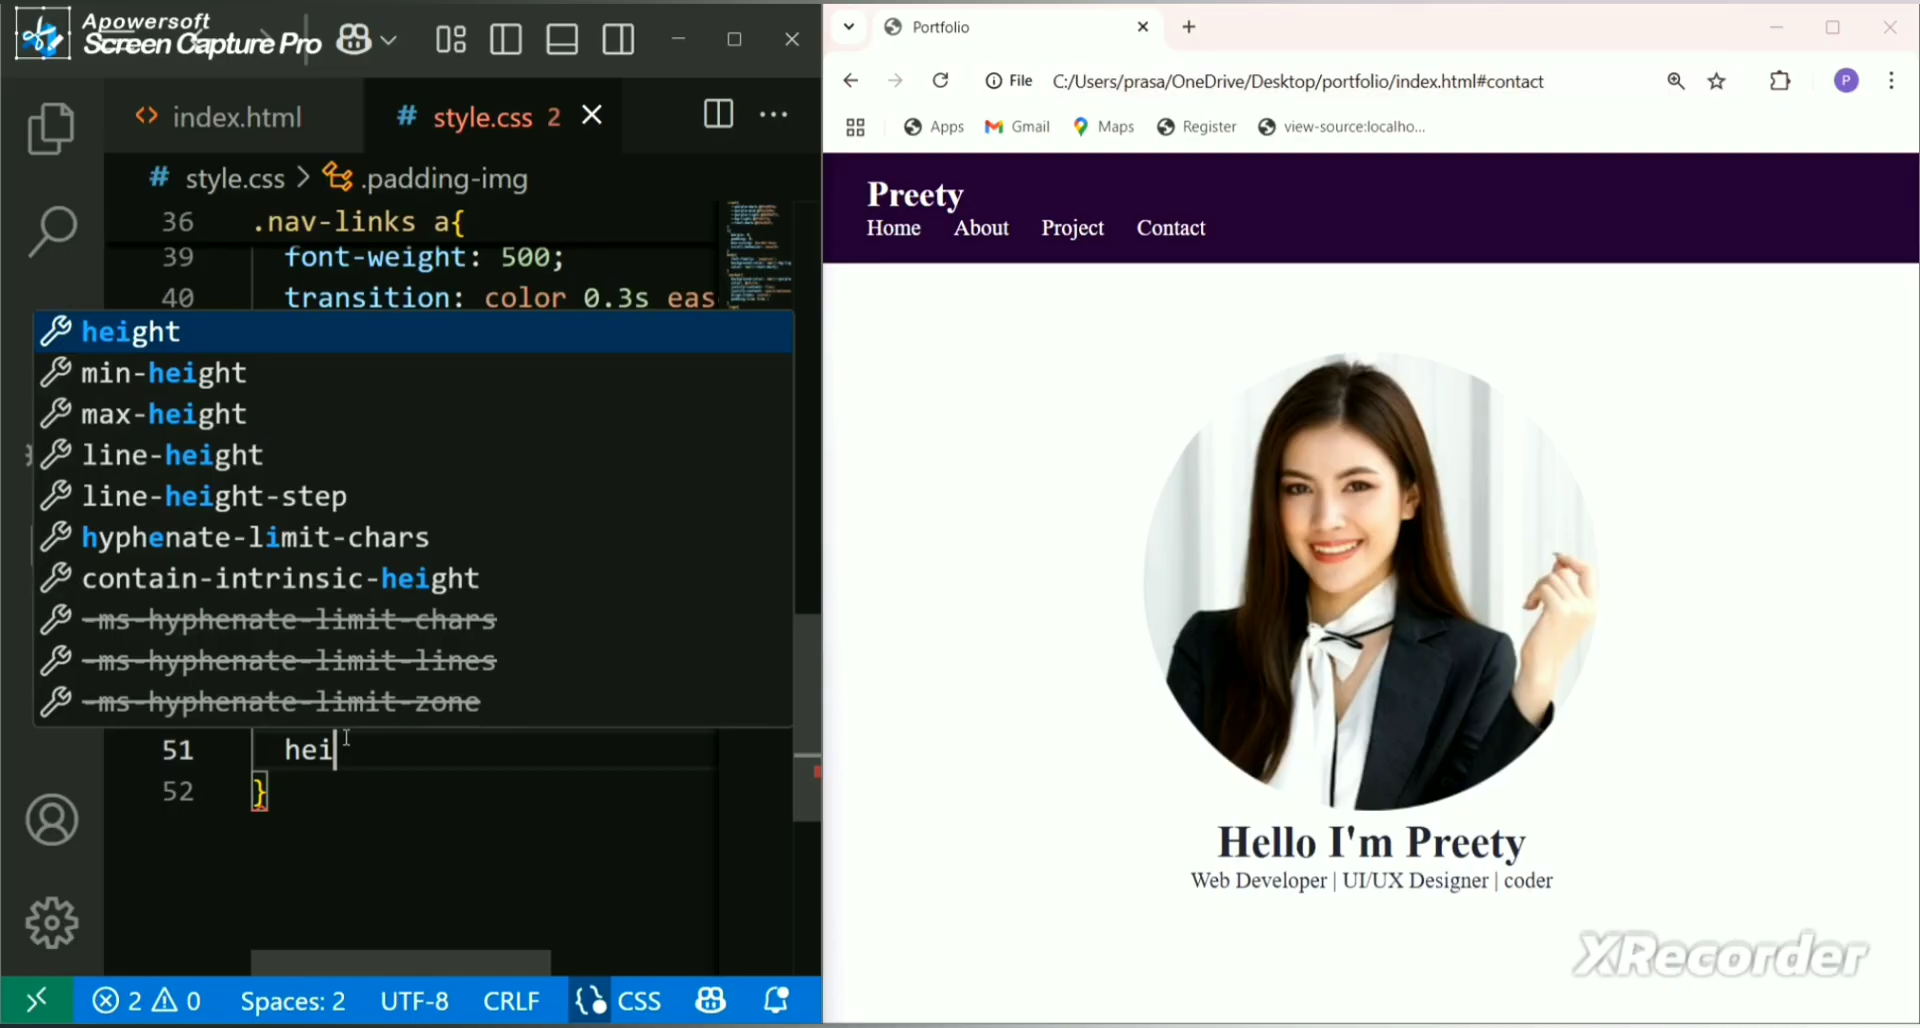 Apowersoft
Screen Capture Pro
index.html
# style.css 2
# style.css > .padding-img
36 .nav-links a{
39 font-weight: 500;
40 transition: color 0.3s eas
height
min-height
max-height
line-height
line-height-step
hyphenate-limit-chars
contain-intrinsic-height
-ms-hyphenate-limit-chars
-ms-hyphenate-limit-lines
-ms-hyphenate-limit-zone
51 hei
52 }
2 0 Spaces: 2 UTF-8 CRLF CSS
Portfolio
File C:/Users/prasa/OneDrive/Desktop/portfolio/index.html#contact
P
Apps Gmail Maps Register view-source:localho...
Preety
Home About Project Contact
Hello I'm Preety
Web Developer | UI/UX Designer | coder
XRecorder